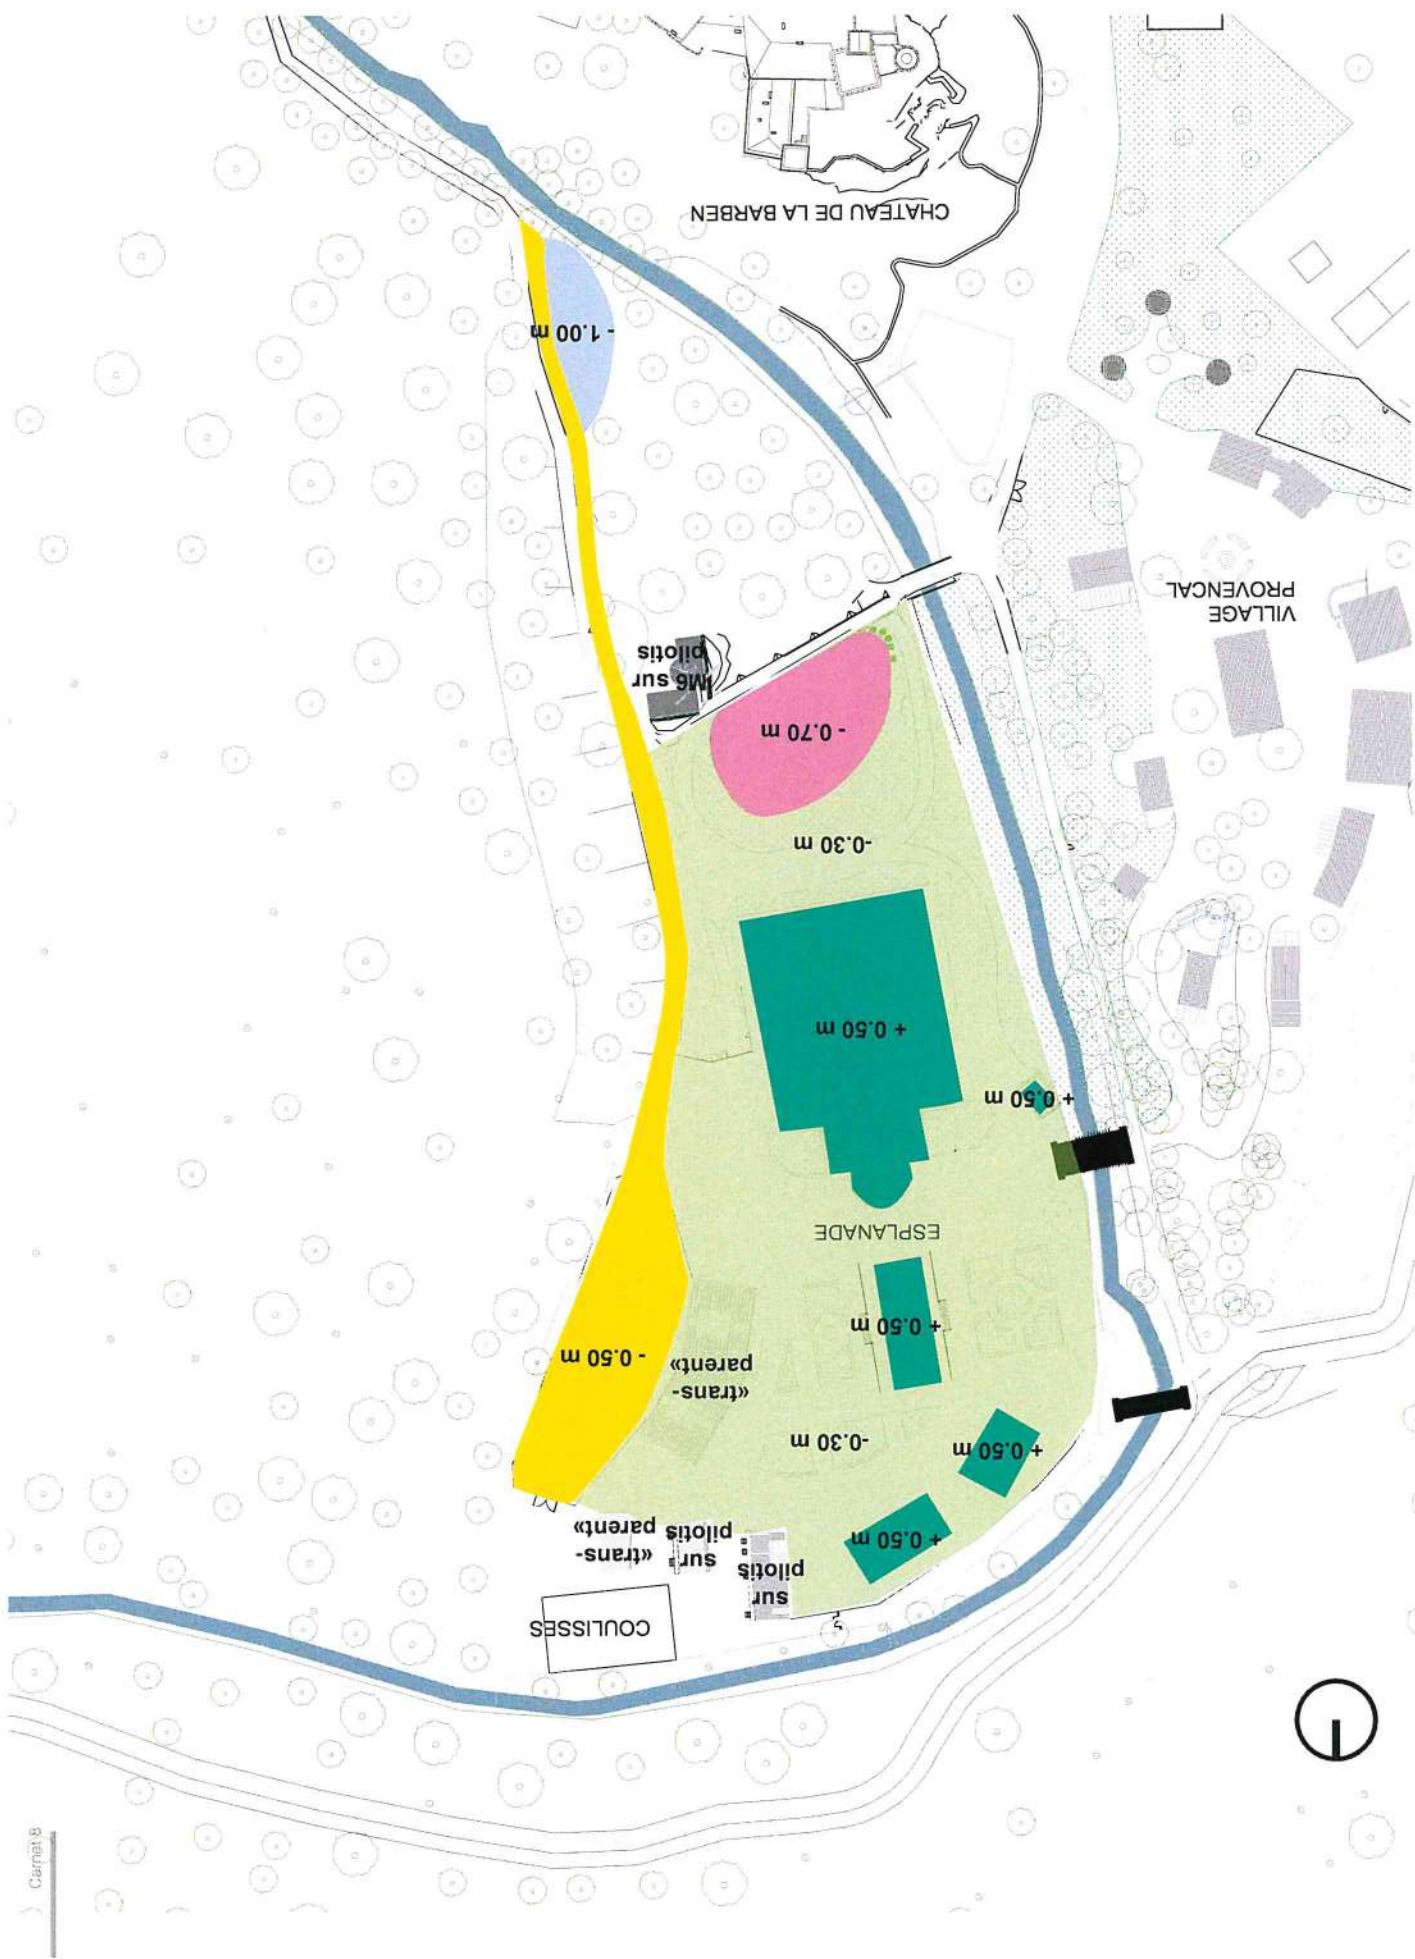 Carnet 8
COULISSES
sur
pilotis
sur
pilotis
«trans-
parent»
+ 0.50 m
+ 0.50 m
-0.30 m
«trans-
parent»
- 0.50 m
+ 0.50 m
ESPLANADE
+ 0.50 m
+ 0.50 m
-0.30 m
- 0.70 m
M6 sur
pilotis
VILLAGE
PROVENCAL
- 1.00 m
CHATEAU DE LA BARBEN